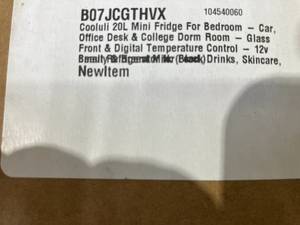 B07JCGTHVX 104540060
Cooluli 20L Mini Fridge For Bedroom - Car,
Office Desk & College Dorm Room - Glass
Front & Digital Temperature Control - 12v
Drinks, Skincare,
NewItem